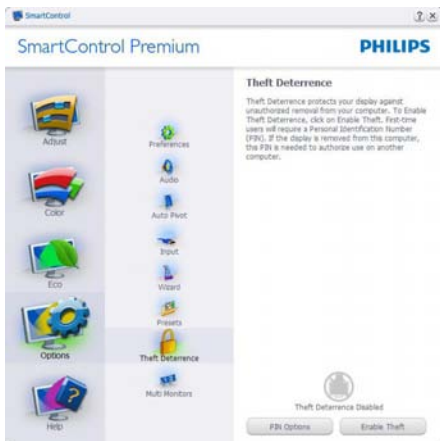 SmartControl
SmartControl Premium
PHILIPS
Adjust
Color
Eco
Options
Help
Preferences
Audio
Auto Pivot
Input
Wizard
Presets
Theft Deterrence
Multi Monitors
Theft Deterrence
Theft Deterrence protects your display against
unauthorized removal from your computer. To Enable
Theft Deterrence, click on Enable Theft. First-time
users will require a Personal Identification Number
(PIN). If the display is removed from this computer,
the PIN is needed to authorize use on another
computer.
Theft Deterrence Disabled
PIN Options
Enable Theft